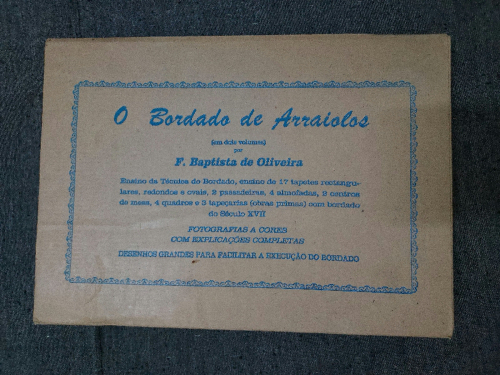 O Bordado de Arraiolos
(em dois volumes)
por
F. Baptista de Oliveira
Ensino da Técnica do Bordado, ensino de 17 tapetes rectangu-
lares, redondos e ovais, 2 passadeiras, 4 almofadas, 2 centros
de mesa, 4 quadros e 3 tapeçarias (obras primas) com bordado
do Século XVII
FOTOGRAFIAS A CORES
COM EXPLICAÇÕES COMPLETAS
DESENHOS GRANDES PARA FACILITAR A EXECUÇÃO DO BORDADO